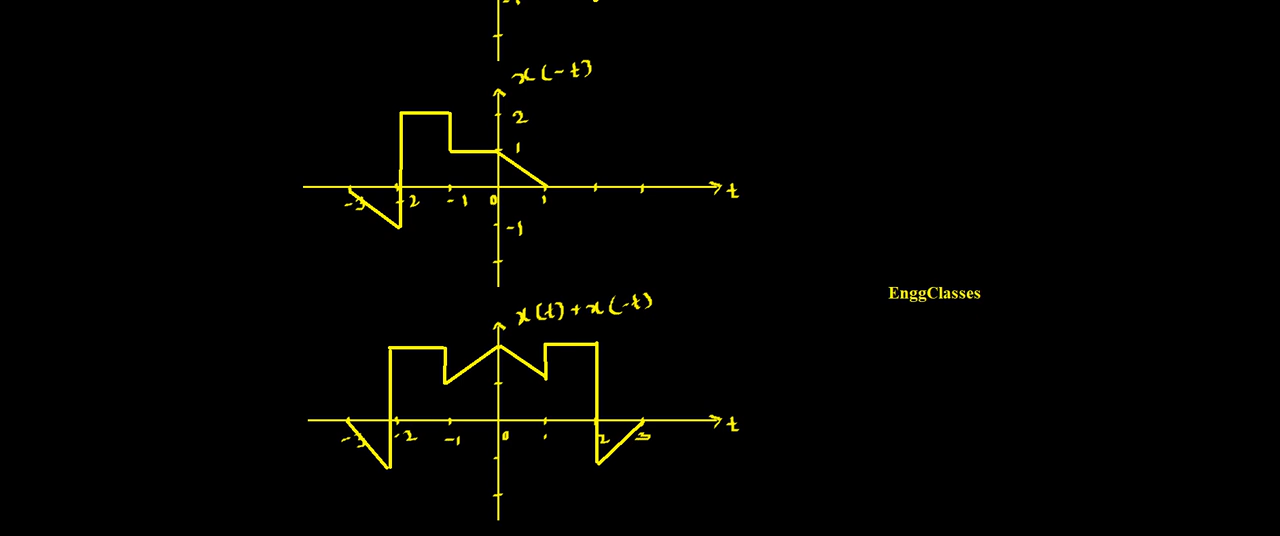 x(-t)
2
1
-3 -2 -1 0 1 t
-1
EnggClasses
x(t) + x(-t)
-3 -2 -1 0 1 2 3 t